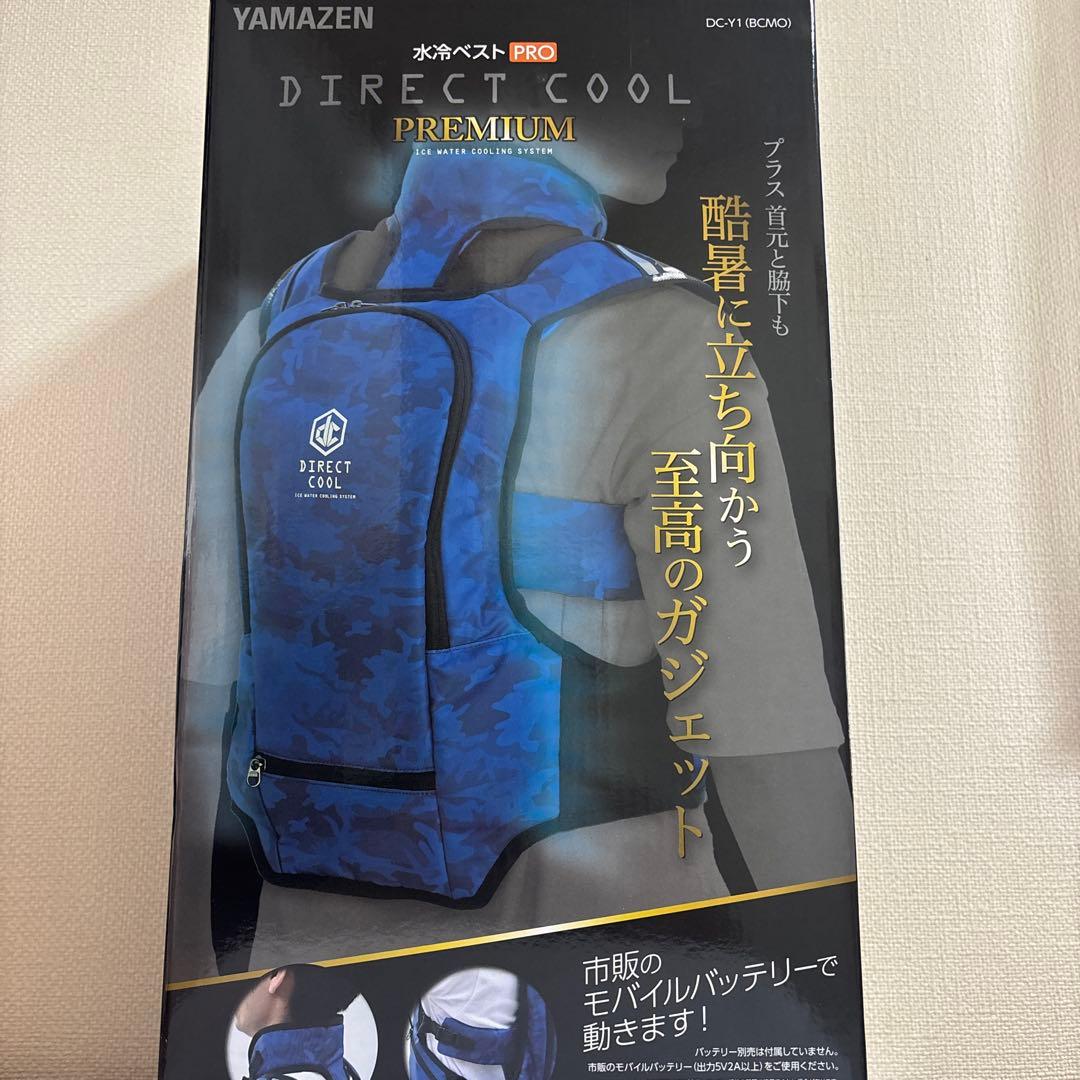 YAMAZEN
DC-Y1 (BCMO)
水冷ベスト PRO
DIRECT COOL
PREMIUM
ICE WATER COOLING SYSTEM
プラス 首元と脇下も
酷暑に立ち向かう
至高のガジェット
dc
DIRECT
COOL
ICE WATER COOLING SYSTEM
市販の
モバイルバッテリーで
動きます!
バッテリー別売は付属していません。
市販のモバイルバッテリー(出力5V2A以上)をご使用ください。